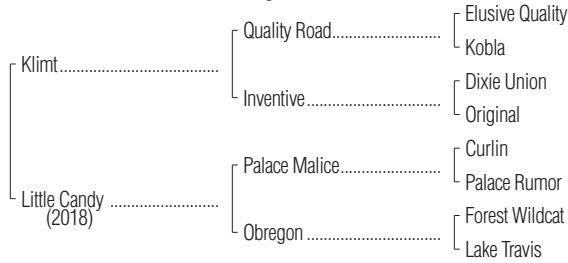 Klimt
Quality Road
Elusive Quality
Kobla
Inventive
Dixie Union
Original
Little Candy
(2018)
Palace Malice
Curlin
Palace Rumor
Obregon
Forest Wildcat
Lake Travis